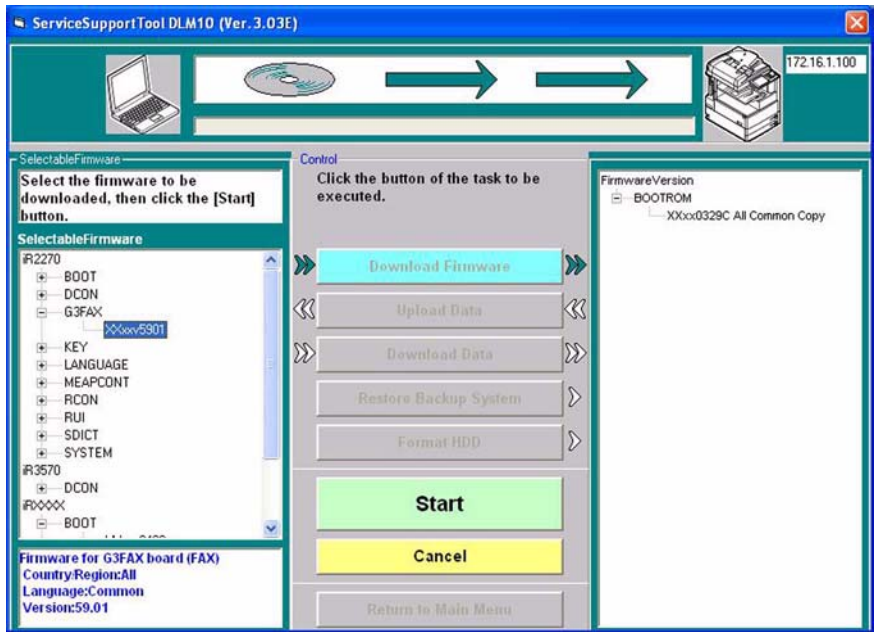 ServiceSupportTool DLM10 (Ver.3.03E)
172.16.1.100
SelectableFirmware
Select the firmware to be
downloaded, then click the [Start]
button.
SelectableFirmware
iR2270
BOOT
DCON
G3FAX
XXxxv5901
KEY
LANGUAGE
MEAPCONT
RCON
RUI
SDICT
SYSTEM
iR3570
DCON
iRXXXX
BOOT
Firmware for G3FAX board (FAX)
Country:Region:All
Language:Common
Version:59.01
Control
Click the button of the task to be
executed.
Download Firmware
Upload Data
Download Data
Restore Backup System
Format HDD
Start
Cancel
Return to Main Menu
FirmwareVersion
BOOTROM
XXxx0329C All Common Copy